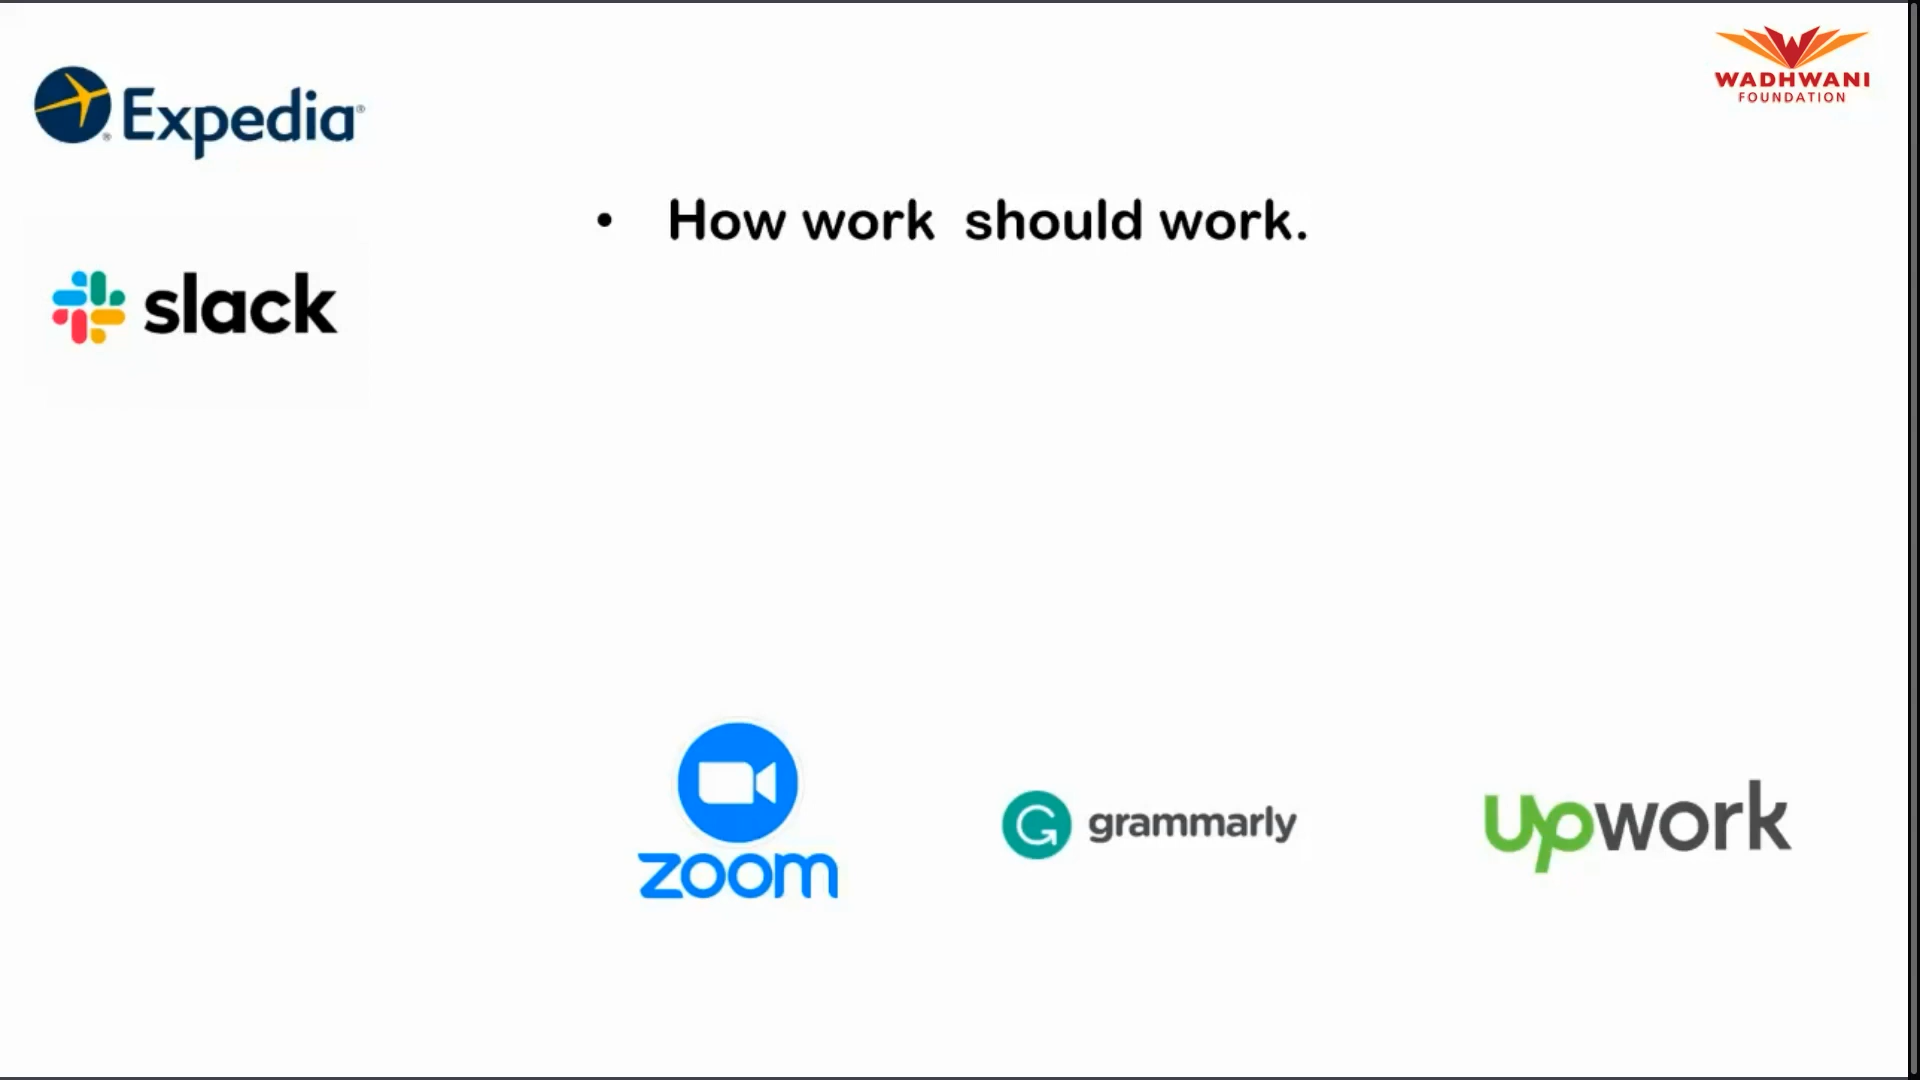 WADHWANI
FOUNDATION
Expedia®
• How work should work.
slack
zoom
grammarly
upwork